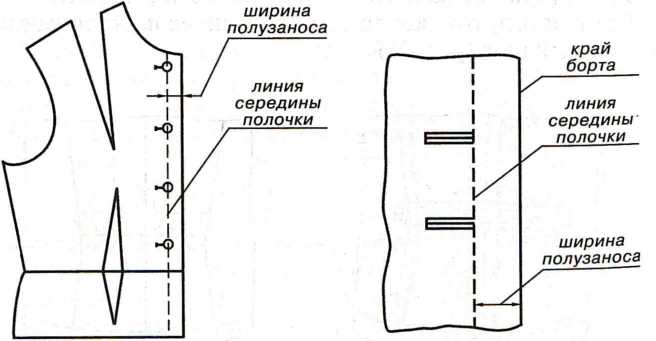 ширина
полузаноса
линия
середины
полочки
край
борта
линия
середины
полочки
ширина
полузаноса